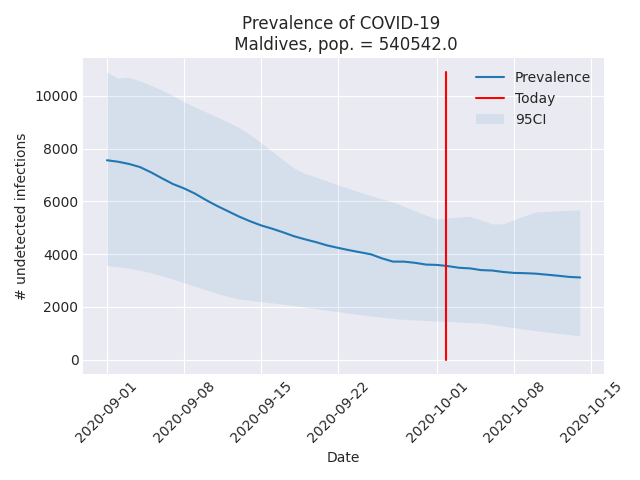 Prevalence of COVID-19
Maldives, pop. = 540542.0
Prevalence
Today
95CI
10000
8000
6000
4000
2000
0
# undetected infections
2020-09-01
2020-09-08
2020-09-15
2020-09-22
2020-10-01
2020-10-08
2020-10-15
Date